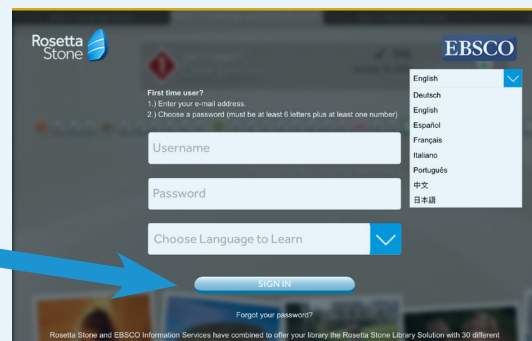 Rosetta
Stone
EBSCO
English
Deutsch
English
Español
Français
Italiano
Português
中文
日本語
First time user?
1.) Enter your e-mail address.
2.) Choose a password (must be at least 6 letters plus at least one number)
Username
Password
Choose Language to Learn
SIGN IN
Forgot your password?
Rosetta Stone and EBSCO Information Services have combined to offer your library the Rosetta Stone Library Solution with 30 different